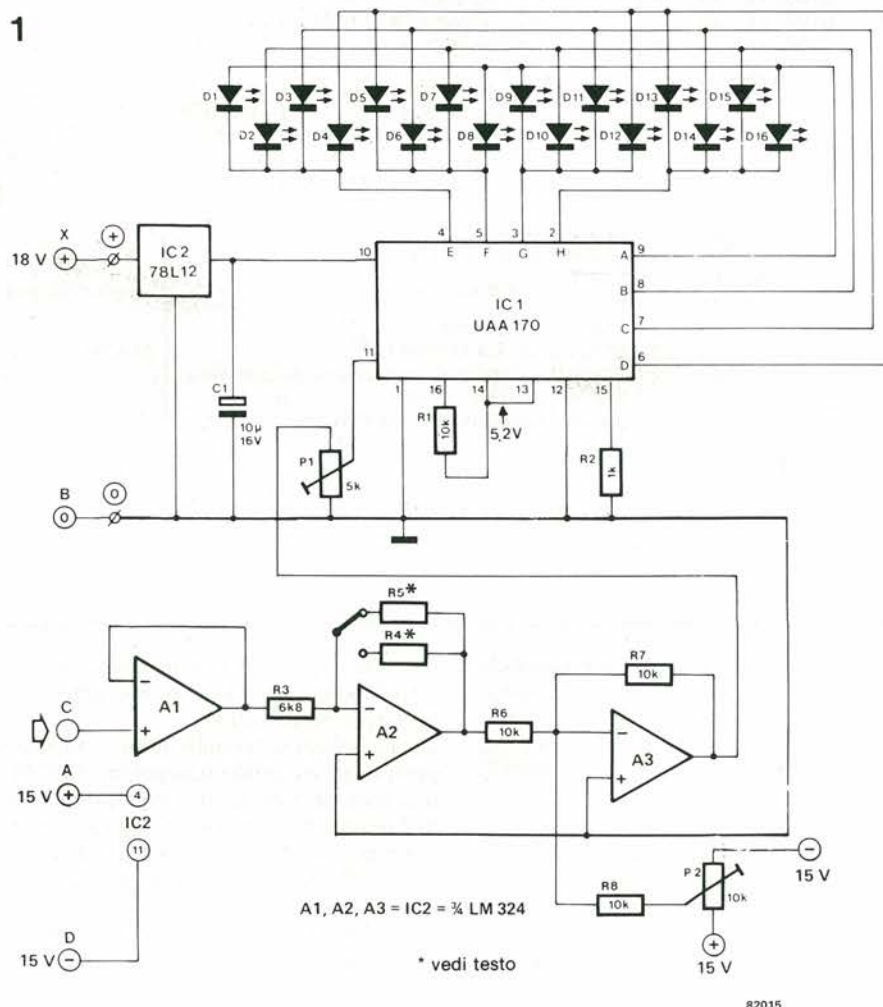 1
D1
D3
D5
D7
D9
D11
D13
D15
D2
D4
D6
D8
D10
D12
D14
D16
4
5
3
2
E
F
G
H
X
+
18 V
+
IC 2
78L12
10
IC 1
UAA 170
A
9
B
8
C
7
D
6
11
1
16
14
13
12
15
C1
10µ
16V
P1
5k
R1
10k
5,2V
R2
1k
B
0
0
R5*
R4*
R7
10k
A1
R3
6k8
A2
R6
10k
A3
C
A
15 V + 4
IC2
11
D
15 V −
R8
10k
P 2
10k
−
15 V
+
15 V
A1, A2, A3 = IC2 = ¾ LM 324
* vedi testo
82015